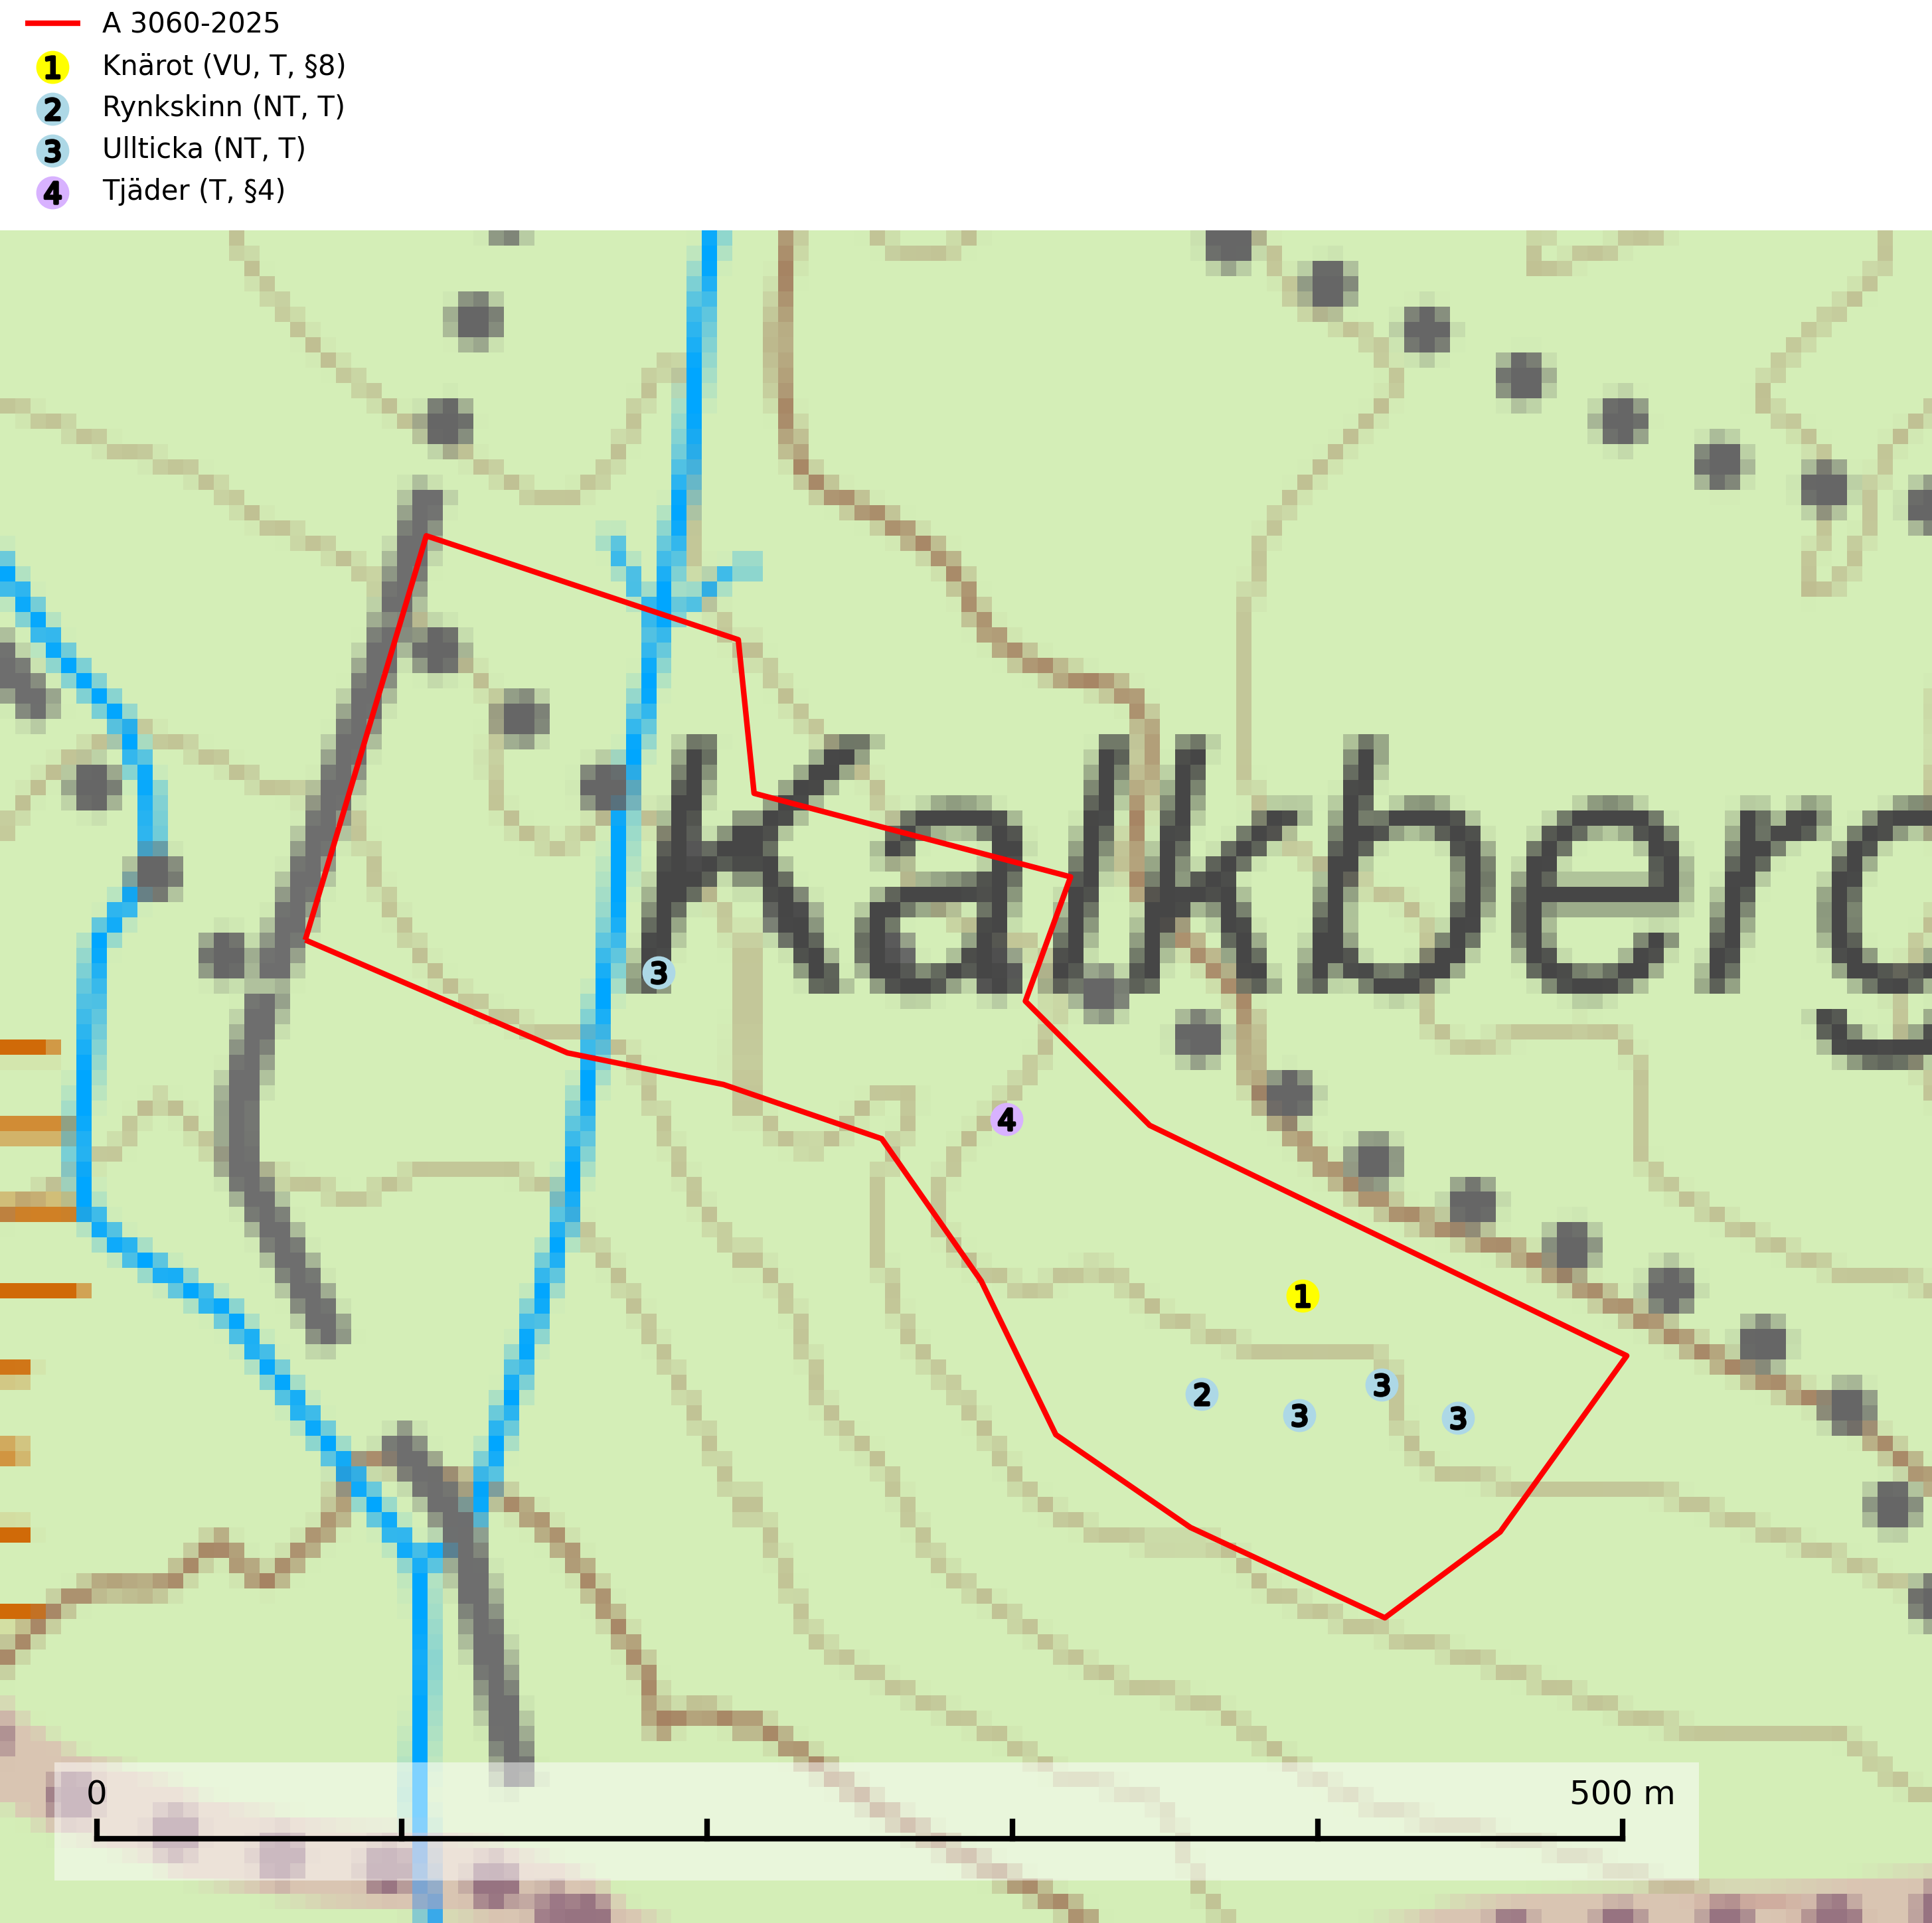 A 3060-2025
1 Knärot (VU, T, §8)
2 Rynkskinn (NT, T)
3 Ullticka (NT, T)
4 Tjäder (T, §4)
Kalkberg
3
4
1
3
2
3
3
0 500 m